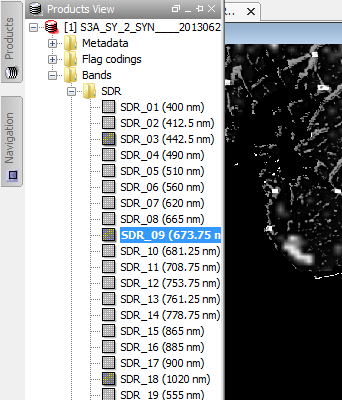 Products View
R...
[1] S3A_SY_2_SYN____2013062
Metadata
Flag codings
Bands
SDR
SDR_01 (400 nm)
SDR_02 (412.5 nm)
SDR_03 (442.5 nm)
SDR_04 (490 nm)
SDR_05 (510 nm)
SDR_06 (560 nm)
SDR_07 (620 nm)
SDR_08 (665 nm)
SDR_09 (673.75 n
SDR_10 (681.25 nm)
SDR_11 (708.75 nm)
SDR_12 (753.75 nm)
SDR_13 (761.25 nm)
SDR_14 (778.75 nm)
SDR_15 (865 nm)
SDR_16 (885 nm)
SDR_17 (900 nm)
SDR_18 (1020 nm)
SDR_19 (555 nm)
Products
Navigation